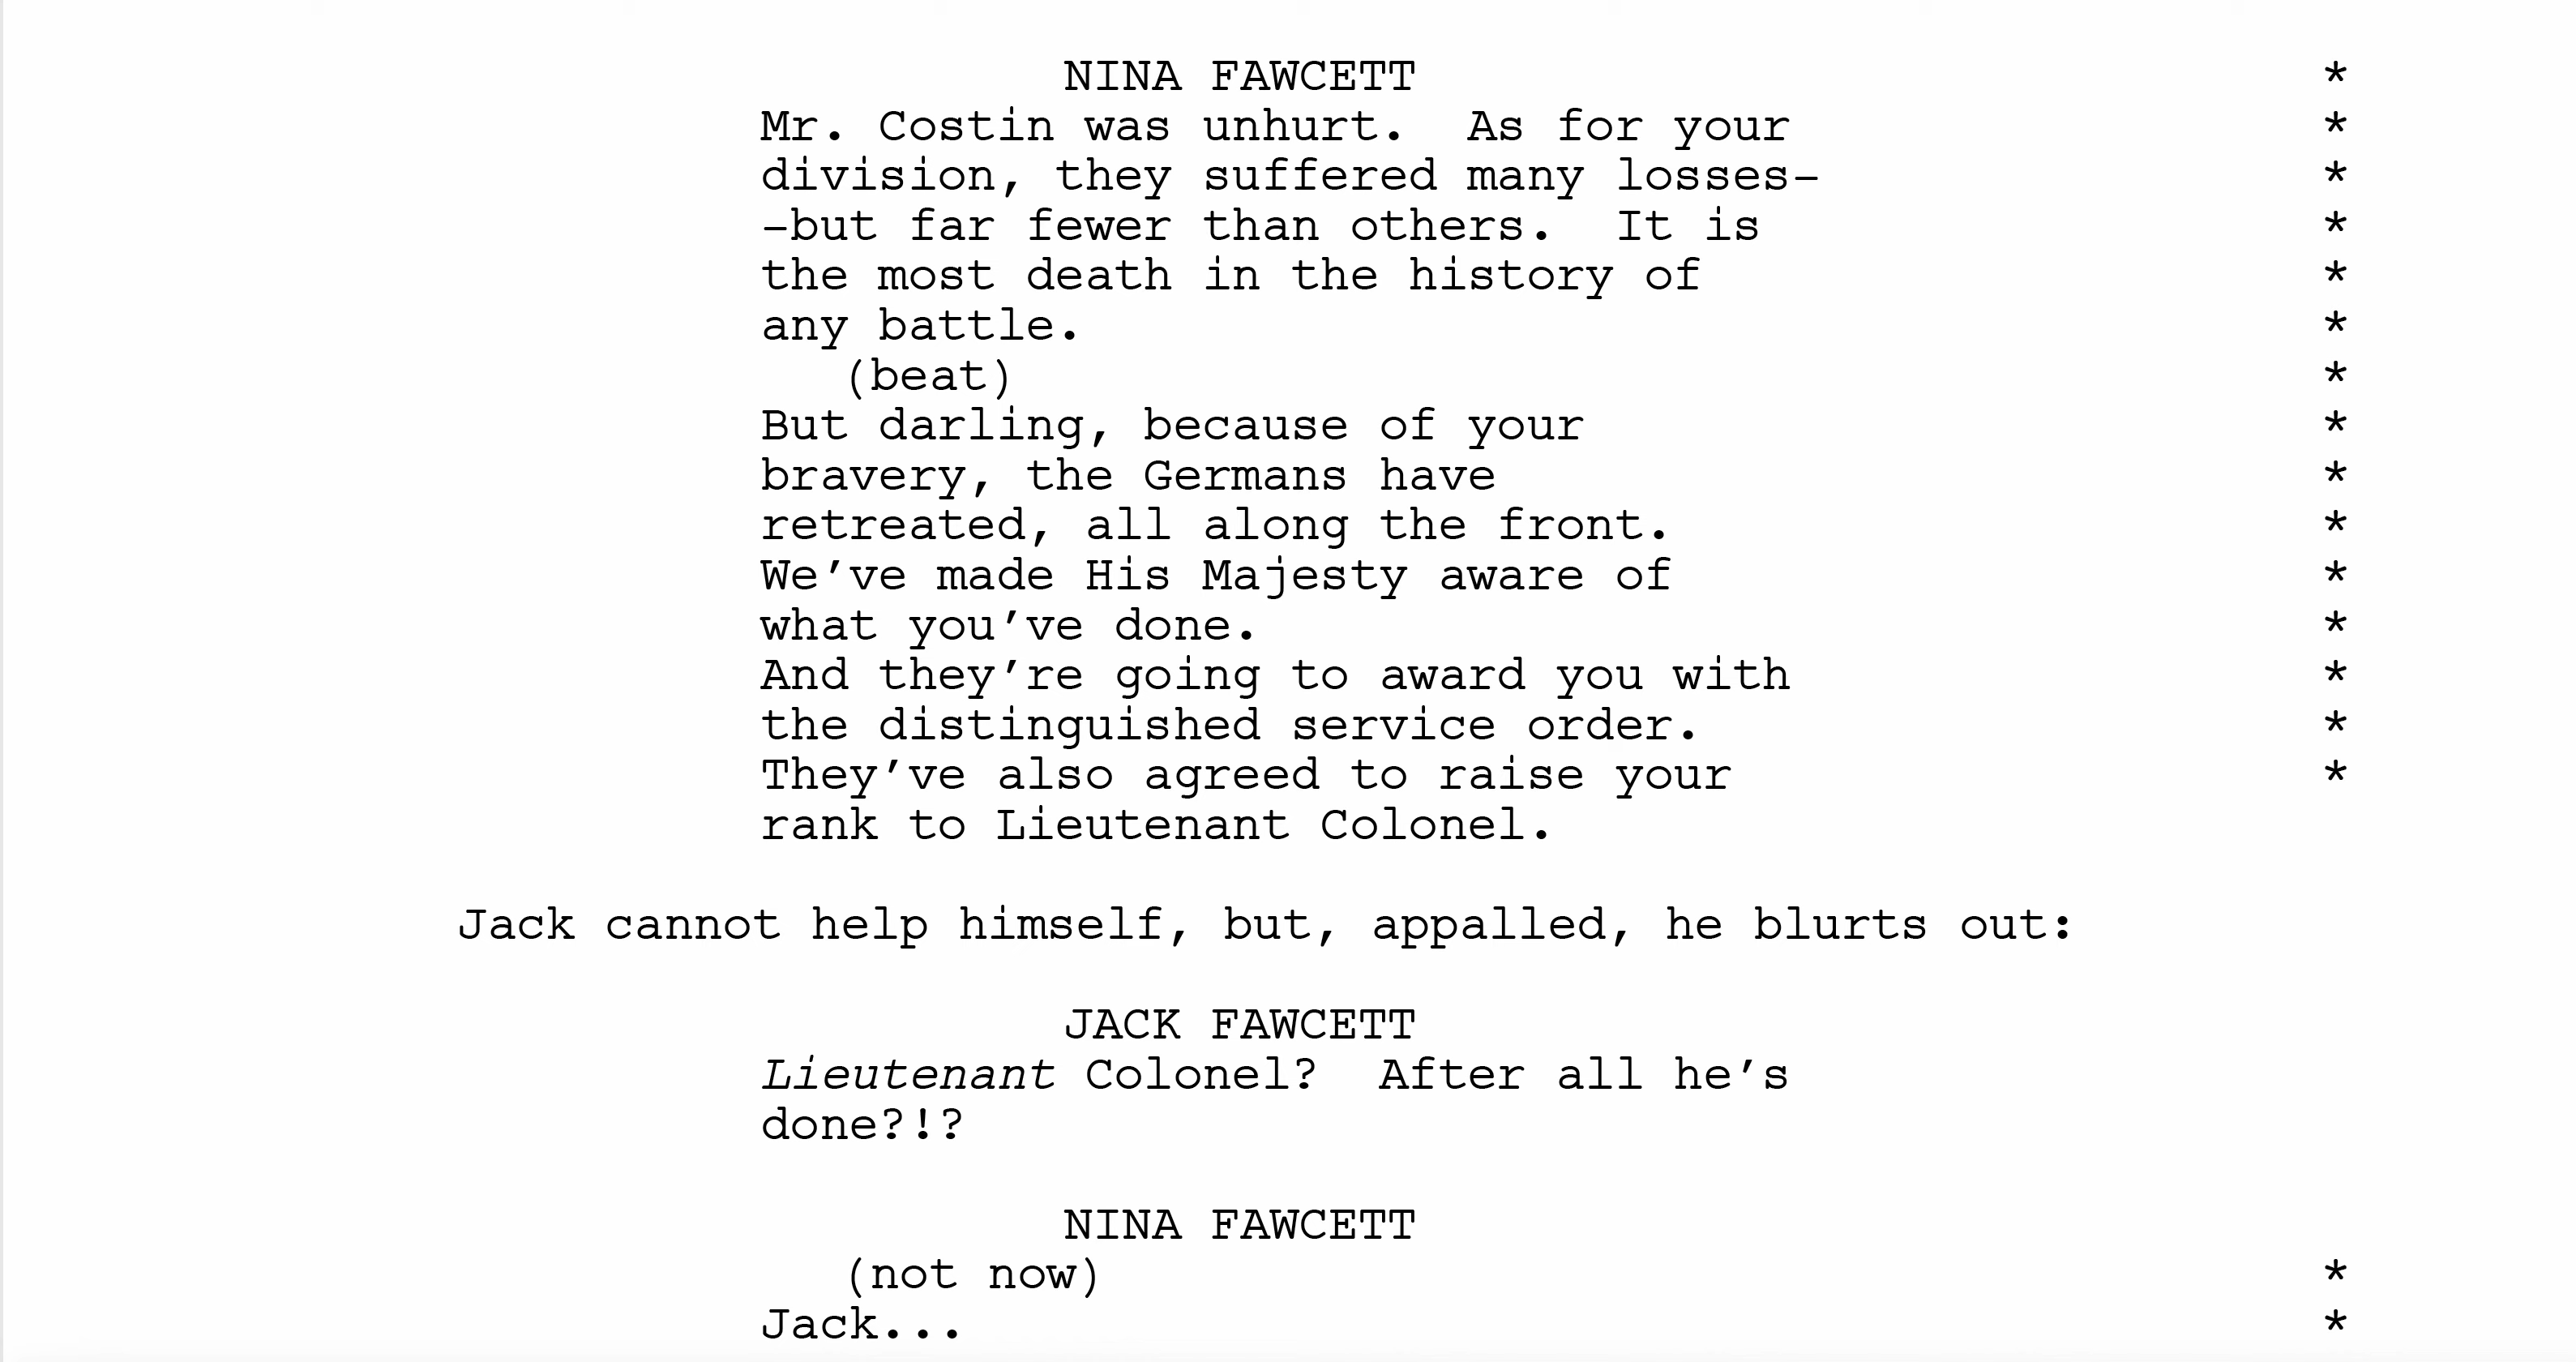 NINA FAWCETT *
Mr. Costin was unhurt.  As for your *
division, they suffered many losses- *
-but far fewer than others.  It is *
the most death in the history of *
any battle. *
(beat) *
But darling, because of your *
bravery, the Germans have *
retreated, all along the front. *
We’ve made His Majesty aware of *
what you’ve done. *
And they’re going to award you with *
the distinguished service order. *
They’ve also agreed to raise your *
rank to Lieutenant Colonel.
Jack cannot help himself, but, appalled, he blurts out:
JACK FAWCETT
Lieutenant Colonel?  After all he’s
done?!?
NINA FAWCETT
(not now) *
Jack... *